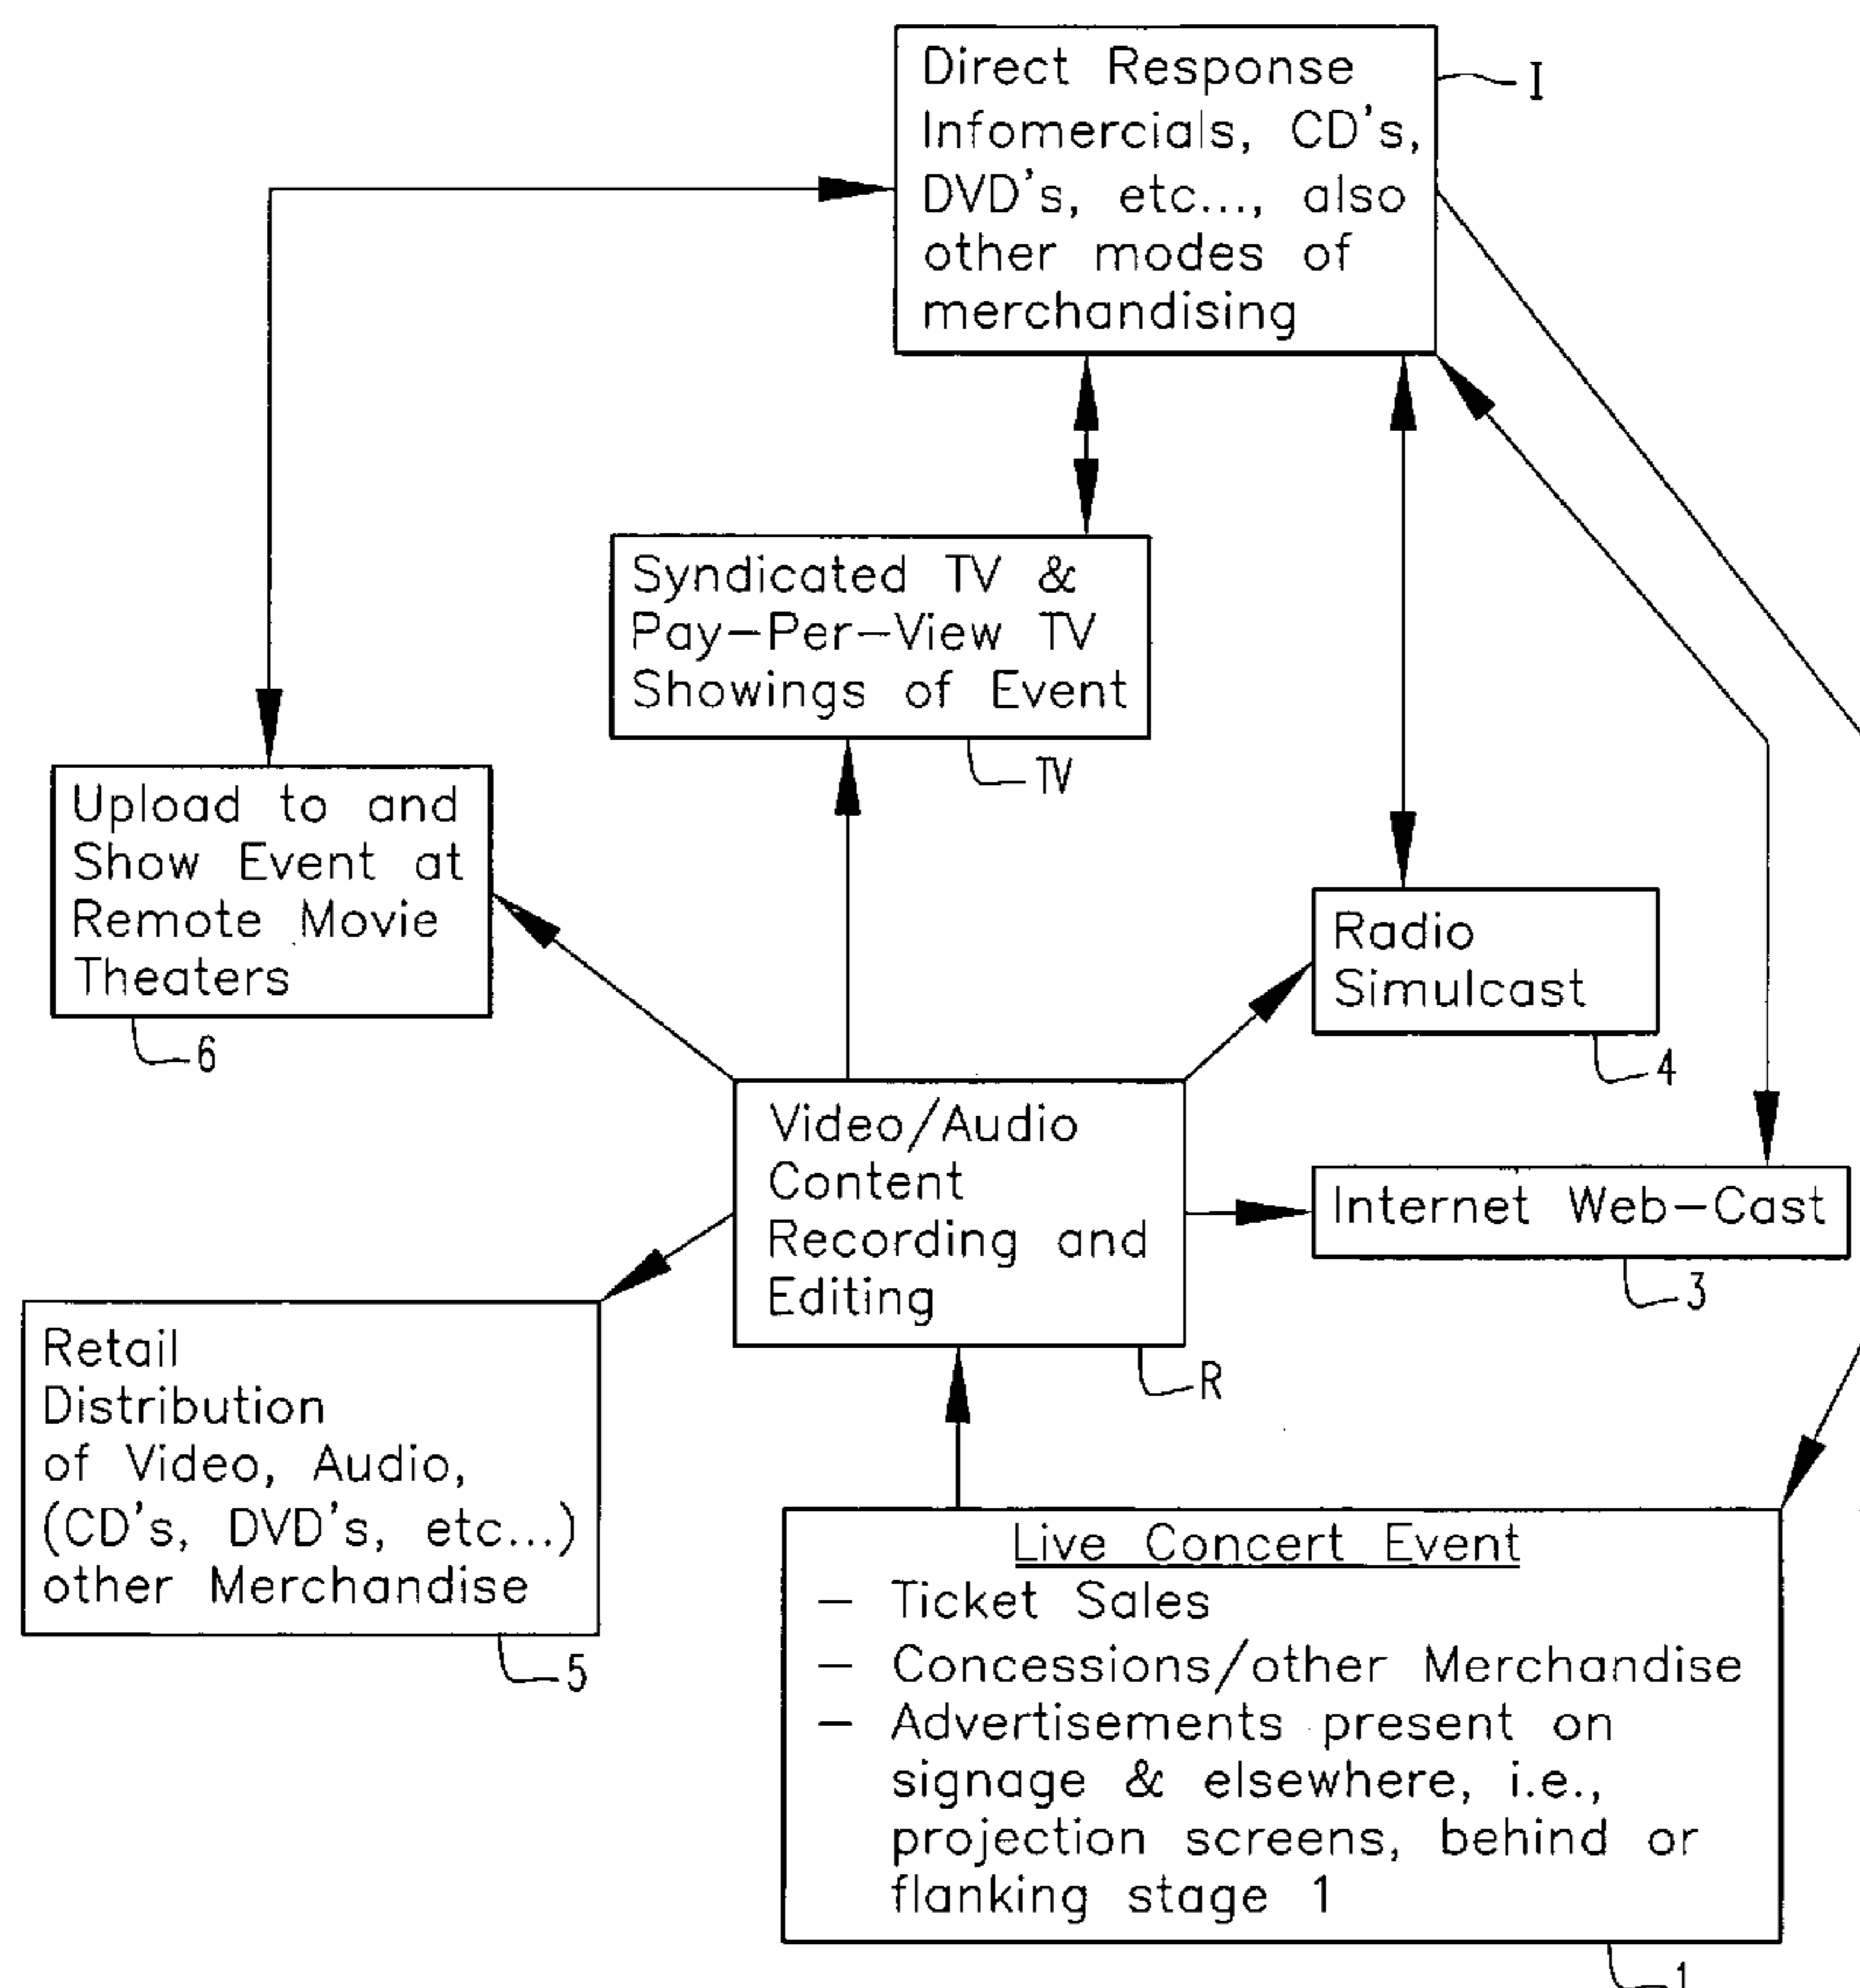 Direct Response
Infomercials, CD's,
DVD's, etc..., also
other modes of
merchandising
I
Syndicated TV &
Pay-Per-View TV
Showings of Event
TV
Upload to and
Show Event at
Remote Movie
Theaters
6
Radio
Simulcast
4
Video/Audio
Content
Recording and
Editing
R
Internet Web-Cast
3
Retail
Distribution
of Video, Audio,
(CD's, DVD's, etc...)
other Merchandise
5
Live Concert Event
- Ticket Sales
- Concessions/other Merchandise
- Advertisements present on
signage & elsewhere, i.e.,
projection screens, behind or
flanking stage 1
1